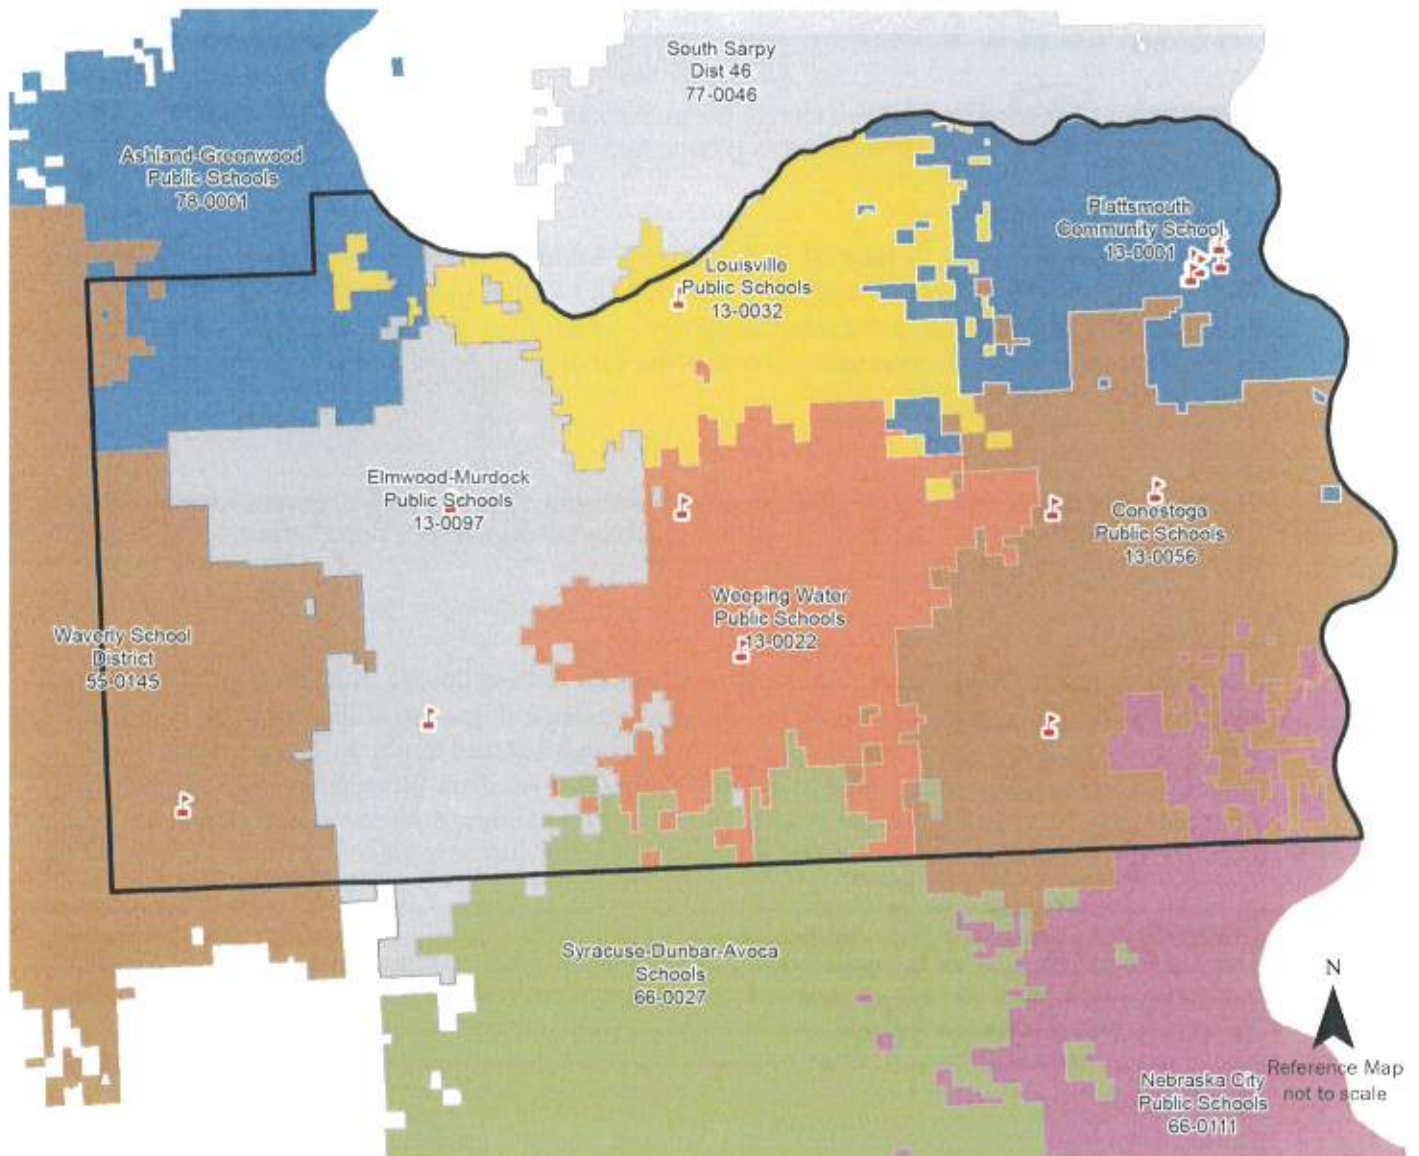 South Sarpy
Dist 46
77-0046
Ashland-Greenwood
Public Schools
78-0001
Plattsmouth
Community School
13-0001
Louisville
Public Schools
13-0032
Elmwood-Murdock
Public Schools
13-0097
Conestoga
Public Schools
13-0056
Weeping Water
Public Schools
13-0022
Waverly School
District
55-0145
Syracuse-Dunbar-Avoca
Schools
66-0027
N
Reference Map
not to scale
Nebraska City
Public Schools
66-0111